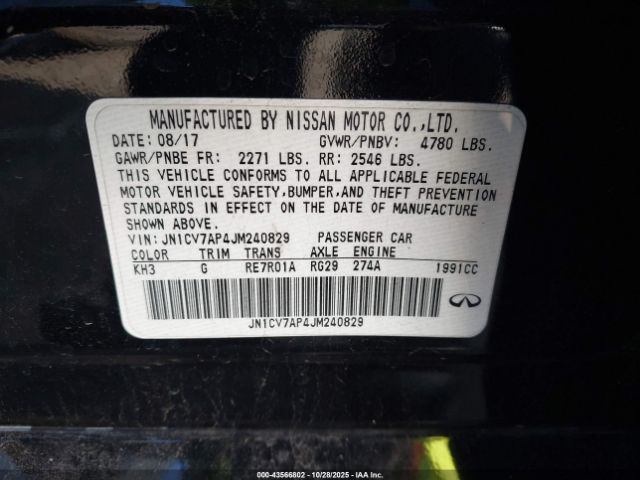 MANUFACTURED BY NISSAN MOTOR CO.,LTD.
DATE: 08/17 GVWR/PNBV: 4780 LBS.
GAWR/PNBE FR: 2271 LBS. RR: 2546 LBS.
THIS VEHICLE CONFORMS TO ALL APPLICABLE FEDERAL
MOTOR VEHICLE SAFETY,BUMPER,AND THEFT PREVENTION
STANDARDS IN EFFECT ON THE DATE OF MANUFACTURE
SHOWN ABOVE.
VIN: JN1CV7AP4JM240829 PASSENGER CAR
COLOR TRIM TRANS AXLE ENGINE
KH3 G RE7R01A RG29 274A 1991CC
JN1CV7AP4JM240829
INFINITI
000-43566802 - 10/28/2025 - IAA Inc.